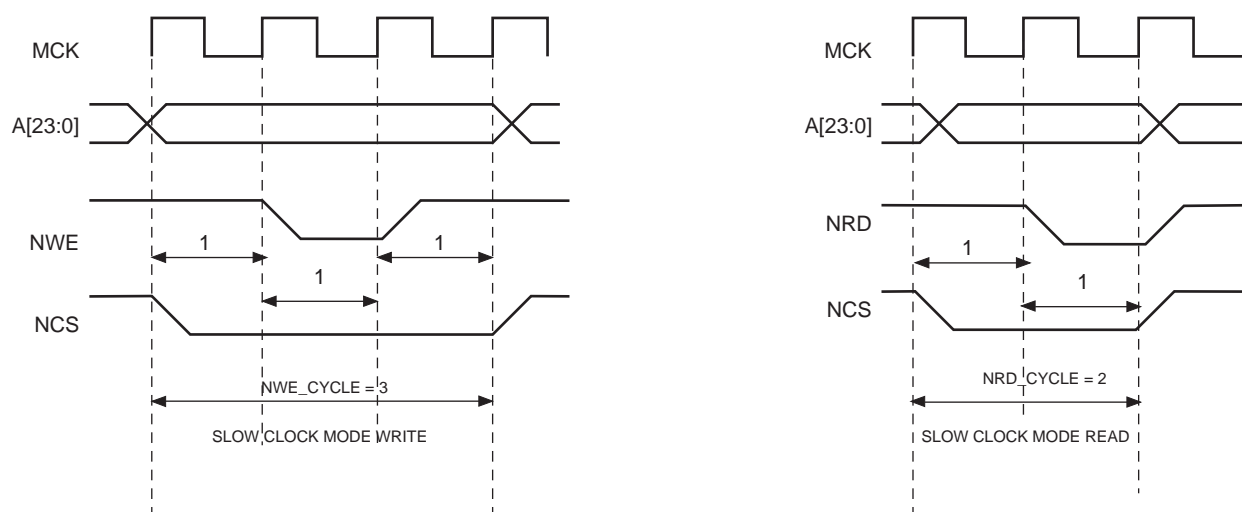 MCK
A[23:0]
NWE
1
1
1
NCS
NWE_CYCLE = 3
SLOW CLOCK MODE WRITE
MCK
A[23:0]
NRD
1
1
NCS
NRD_CYCLE = 2
SLOW CLOCK MODE READ